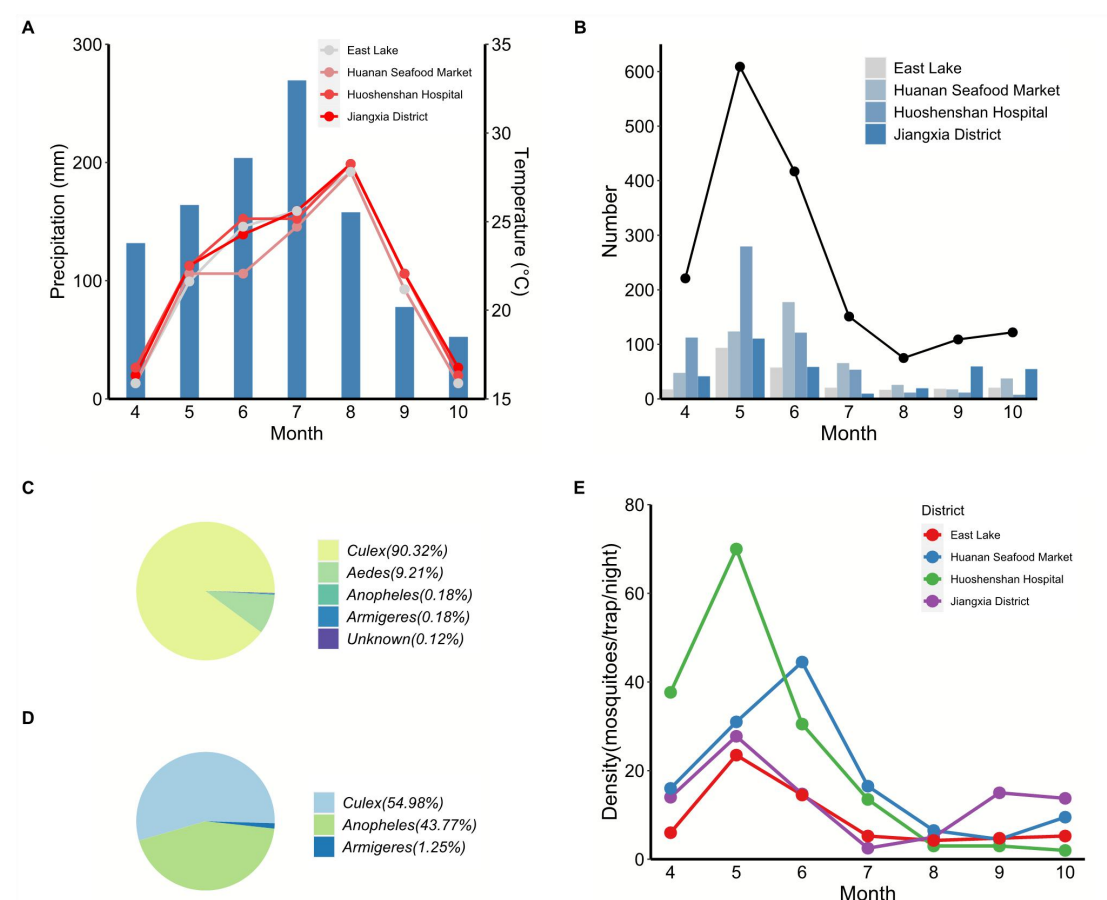 A
300
200
100
0
Precipitation (mm)
35
30
25
20
15
Temperature (°C)
4 5 6 7 8 9 10
Month
East Lake
Huanan Seafood Market
Huoshenshan Hospital
Jiangxia District
B
600
500
400
300
200
100
0
Number
4 5 6 7 8 9 10
Month
East Lake
Huanan Seafood Market
Huoshenshan Hospital
Jiangxia District
C
Culex(90.32%)
Aedes(9.21%)
Anopheles(0.18%)
Armigeres(0.18%)
Unknown(0.12%)
D
Culex(54.98%)
Anopheles(43.77%)
Armigeres(1.25%)
E
80
60
40
20
0
Density(mosquitoes/trap/night)
4 5 6 7 8 9 10
Month
District
East Lake
Huanan Seafood Market
Huoshenshan Hospital
Jiangxia District